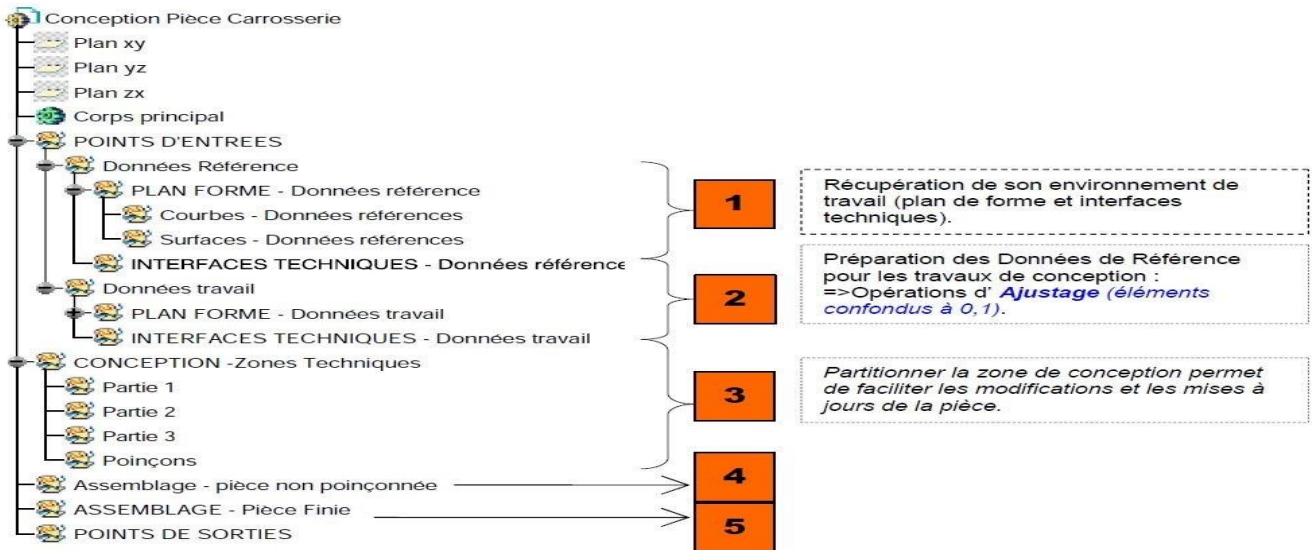 Conception Pièce Carrosserie
Plan xy
Plan yz
Plan zx
Corps principal
POINTS D'ENTREES
Données Référence
PLAN FORME - Données référence
Courbes - Données références
Surfaces - Données références
INTERFACES TECHNIQUES - Données référence
Données travail
PLAN FORME - Données travail
INTERFACES TECHNIQUES - Données travail
CONCEPTION -Zones Techniques
Partie 1
Partie 2
Partie 3
Poinçons
Assemblage - pièce non poinçonnée
ASSEMBLAGE - Pièce Finie
POINTS DE SORTIES
1
Récupération de son environnement de
travail (plan de forme et interfaces
techniques).
2
Préparation des Données de Référence
pour les travaux de conception :
=>Opérations d' Ajustage (éléments
confondus à 0,1).
3
Partitionner la zone de conception permet
de faciliter les modifications et les mises à
jours de la pièce.
4
5